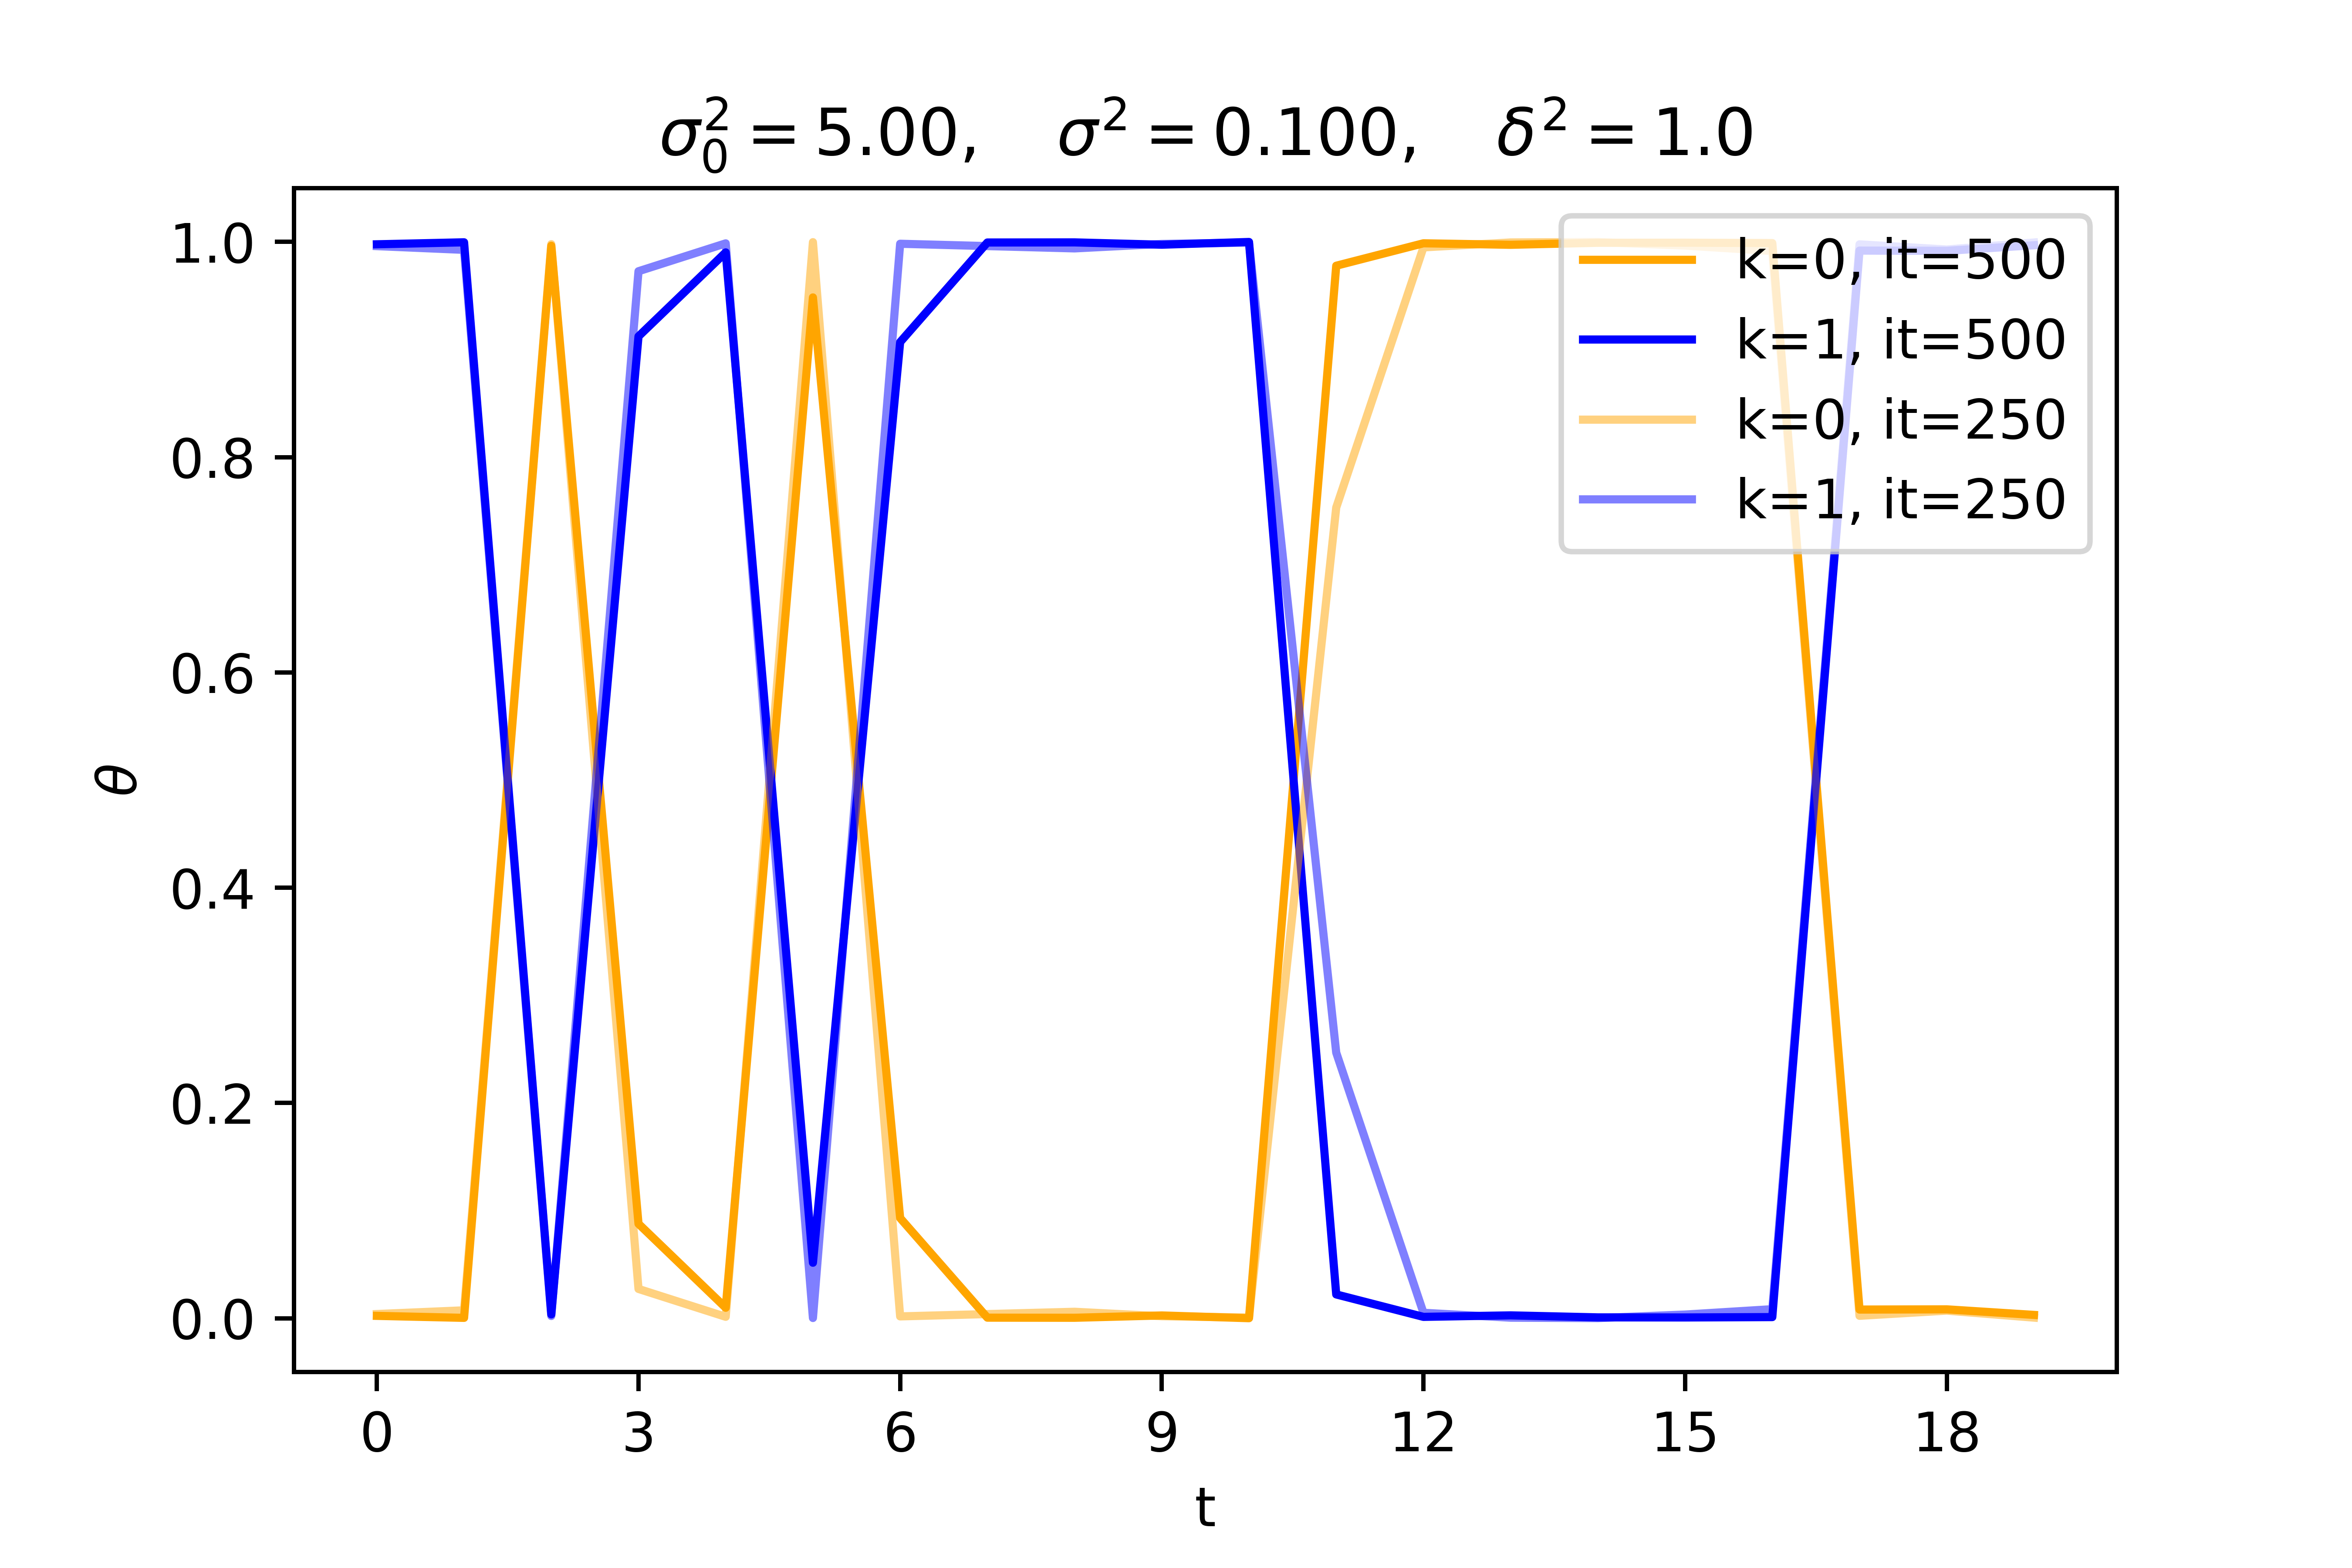 σ₀² = 5.00, σ² = 0.100, δ² = 1.0
k=0, it=500
k=1, it=500
k=0, it=250
k=1, it=250
1.0
0.8
0.6
0.4
0.2
0.0
θ
0 3 6 9 12 15 18
t